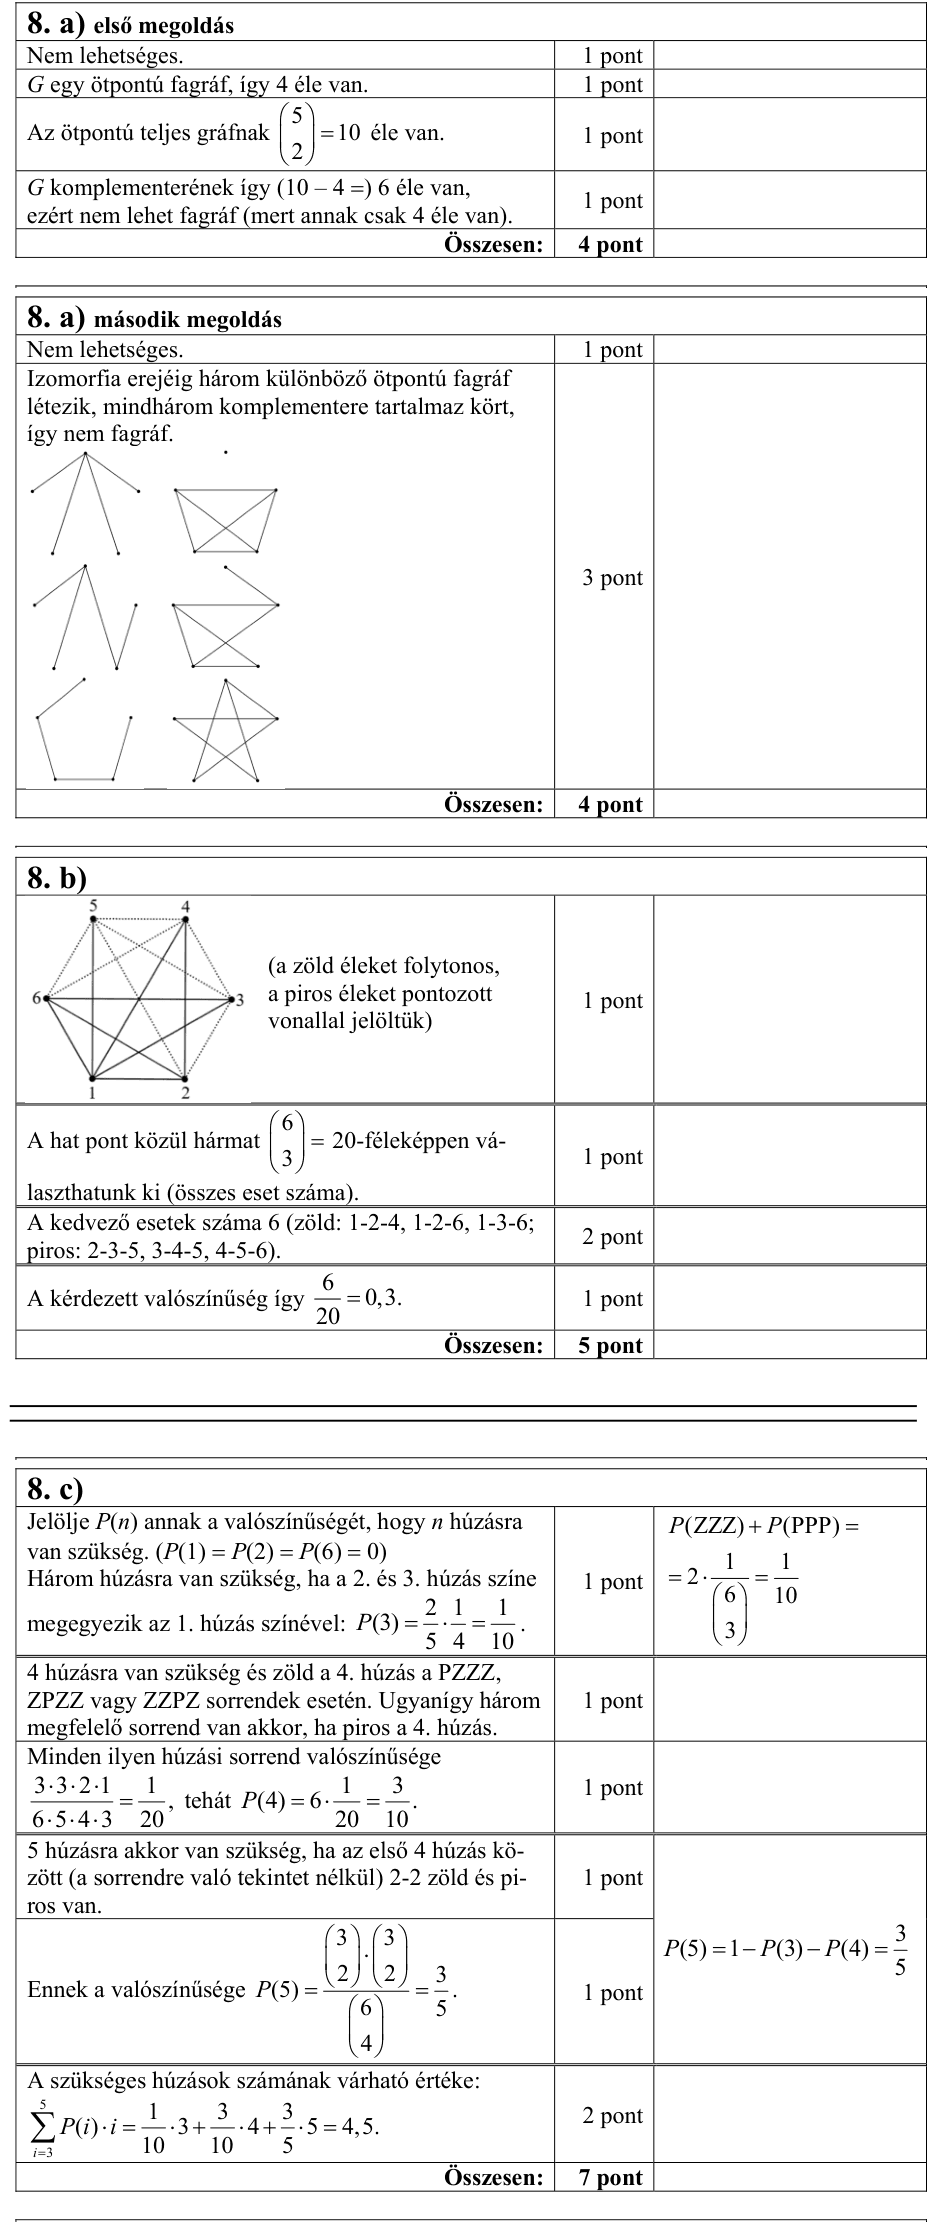 8. a) első megoldás
Nem lehetséges. 1 pont
G egy ötpontú fagráf, így 4 éle van. 1 pont
Az ötpontú teljes gráfnak (5 2) = 10 éle van. 1 pont
G komplementerének így (10 – 4 =) 6 éle van,
ezért nem lehet fagráf (mert annak csak 4 éle van). 1 pont
Összesen: 4 pont
8. a) második megoldás
Nem lehetséges. 1 pont
Izomorfia erejéig három különböző ötpontú fagráf
létezik, mindhárom komplementere tartalmaz kört,
így nem fagráf.
3 pont
Összesen: 4 pont
8. b)
5 4
6 3
1 2
(a zöld éleket folytonos,
a piros éleket pontozott
vonallal jelöltük)
1 pont
A hat pont közül hármat (6 3) = 20-féleképpen vá-
laszthatunk ki (összes eset száma). 1 pont
A kedvező esetek száma 6 (zöld: 1-2-4, 1-2-6, 1-3-6;
piros: 2-3-5, 3-4-5, 4-5-6). 2 pont
A kérdezett valószínűség így 6/20 = 0,3. 1 pont
Összesen: 5 pont
8. c)
Jelölje P(n) annak a valószínűségét, hogy n húzásra
van szükség. (P(1) = P(2) = P(6) = 0)
Három húzásra van szükség, ha a 2. és 3. húzás színe
megegyezik az 1. húzás színével: P(3) = 2/5 · 1/4 = 1/10.
1 pont
P(ZZZ) + P(PPP) =
= 2 · 1/(6 3) = 1/10
4 húzásra van szükség és zöld a 4. húzás a PZZZ,
ZPZZ vagy ZZPZ sorrendek esetén. Ugyanígy három
megfelelő sorrend van akkor, ha piros a 4. húzás.
1 pont
Minden ilyen húzási sorrend valószínűsége
3·3·2·1/6·5·4·3 = 1/20, tehát P(4) = 6 · 1/20 = 3/10.
1 pont
5 húzásra akkor van szükség, ha az első 4 húzás kö-
zött (a sorrendre való tekintet nélkül) 2-2 zöld és pi-
ros van.
1 pont
Ennek a valószínűsége P(5) = (3 2)·(3 2)/(6 4) = 3/5.
1 pont
P(5) = 1 − P(3) − P(4) = 3/5
A szükséges húzások számának várható értéke:
5 ∑ i=3 P(i)·i = 1/10 ·3 + 3/10 ·4 + 3/5 ·5 = 4,5.
2 pont
Összesen: 7 pont